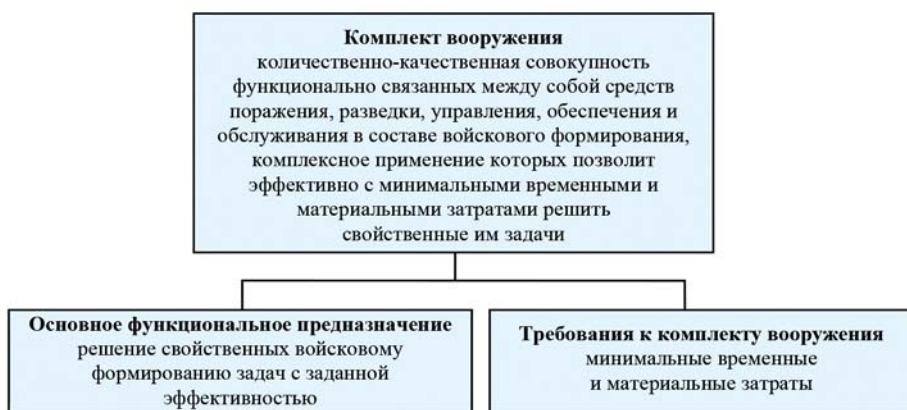 Комплект вооружения
количественно-качественная совокупность
функционально связанных между собой средств
поражения, разведки, управления, обеспечения и
обслуживания в составе войскового формирования,
комплексное применение которых позволит
эффективно с минимальными временными и
материальными затратами решить
свойственные им задачи
Основное функциональное предназначение
решение свойственных войсковому
формированию задач с заданной
эффективностью
Требования к комплекту вооружения
минимальные временные
и материальные затраты